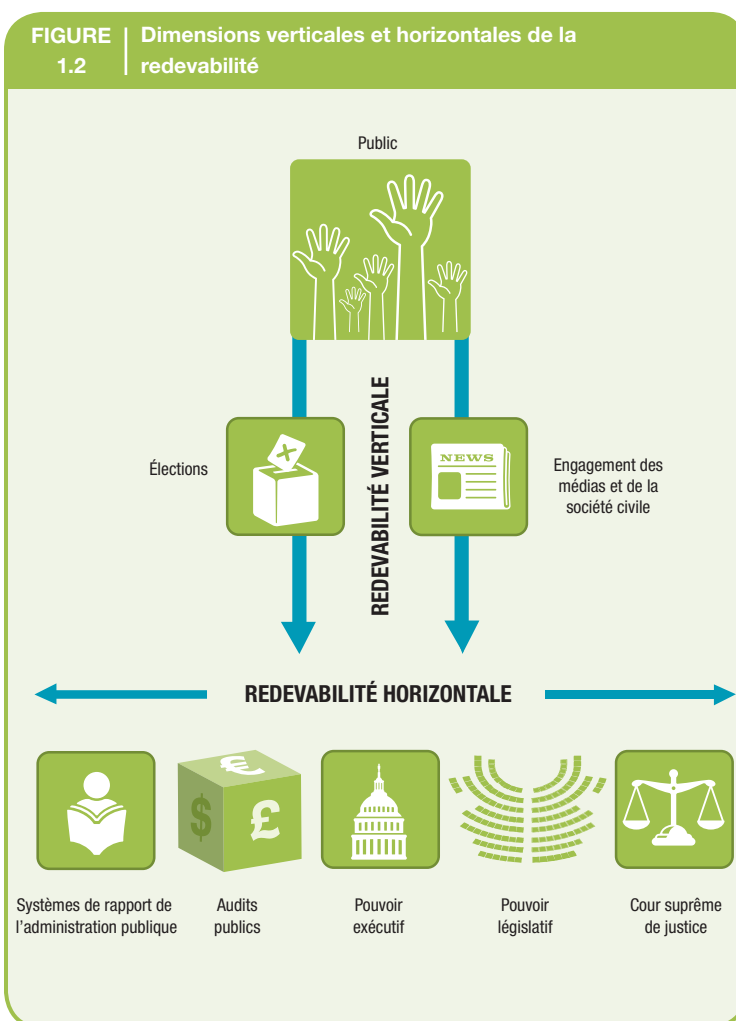 FIGURE 1.2
Dimensions verticales et horizontales de la
redevabilité
Public
REDEVABILITÉ VERTICALE
Élections
NEWS
Engagement des
médias et de la
société civile
REDEVABILITÉ HORIZONTALE
€
$
£
Systèmes de rapport de
l’administration publique
Audits
publics
Pouvoir
exécutif
Pouvoir
législatif
Cour suprême
de justice